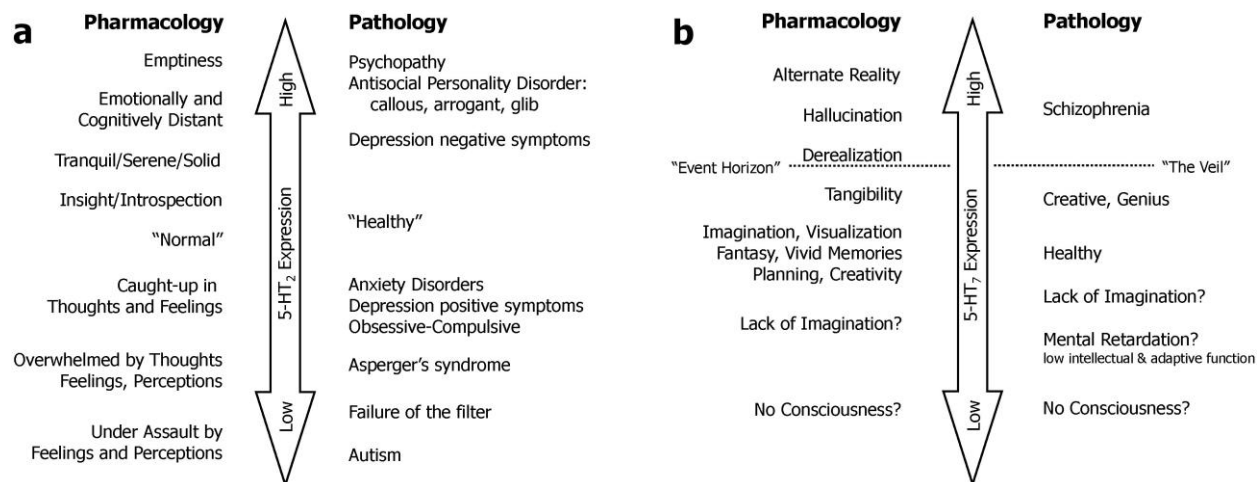 a
Pharmacology
Emptiness
Emotionally and
Cognitively Distant
Tranquil/Serene/Solid
Insight/Introspection
“Normal”
Caught-up in
Thoughts and Feelings
Overwhelmed by Thoughts
Feelings, Perceptions
Under Assault by
Feelings and Perceptions
High
5-HT₂ Expression
Low
Pathology
Psychopathy
Antisocial Personality Disorder:
callous, arrogant, glib
Depression negative symptoms
“Healthy”
Anxiety Disorders
Depression positive symptoms
Obsessive-Compulsive
Asperger’s syndrome
Failure of the filter
Autism
b
Pharmacology
Alternate Reality
Hallucination
Derealization
“Event Horizon”
Tangibility
Imagination, Visualization
Fantasy, Vivid Memories
Planning, Creativity
Lack of Imagination?
No Consciousness?
High
5-HT₇ Expression
Low
Pathology
Schizophrenia
“The Veil”
Creative, Genius
Healthy
Lack of Imagination?
Mental Retardation?
low intellectual & adaptive function
No Consciousness?